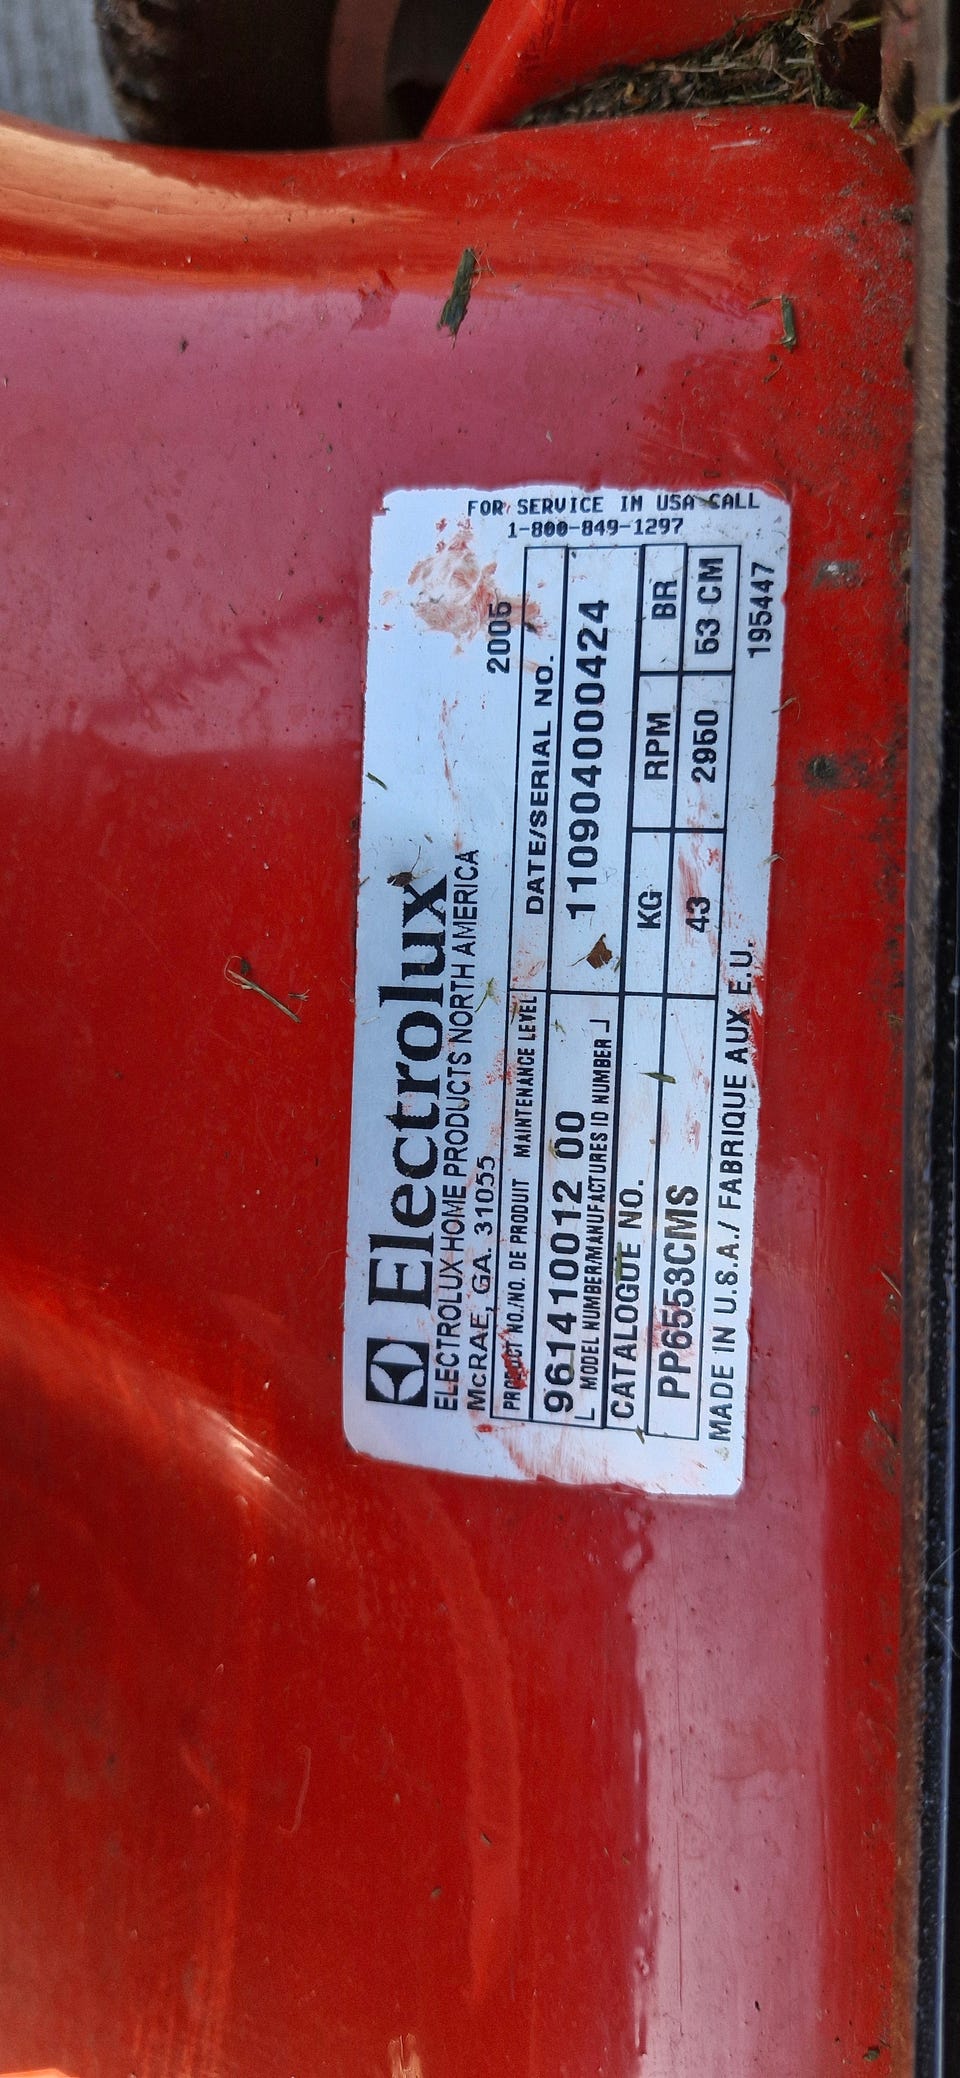 FOR SERVICE IN USA CALL
1-800-849-1297
Electrolux
ELECTROLUX HOME PRODUCTS NORTH AMERICA
McRAE, GA. 31055 2005
PRODUCT NO./NO. DE PRODUIT MAINTENANCE LEVEL DATE/SERIAL NO.
961410012 00 110904000424
L MODEL NUMBER/MANUFACTURES ID NUMBER ┘
CATALOGUE NO. KG RPM BR
PP6553CMS 43 2950 53 CM
MADE IN U.S.A./ FABRIQUE AUX E.U. 195447